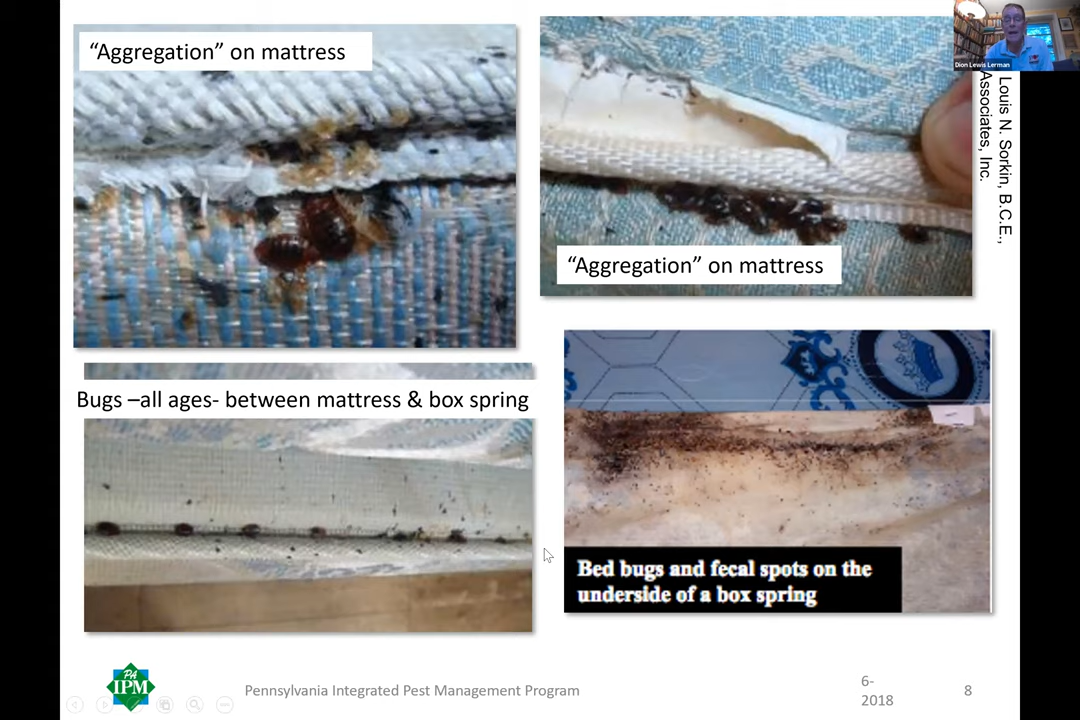 “Aggregation” on mattress
Dion Lewis Lerman
Louis N. Sorkin, B.C.E.,
Associates, Inc.
“Aggregation” on mattress
Bugs –all ages- between mattress & box spring
Bed bugs and fecal spots on the
underside of a box spring
PA
IPM
Pennsylvania Integrated Pest Management Program
6-
2018
8